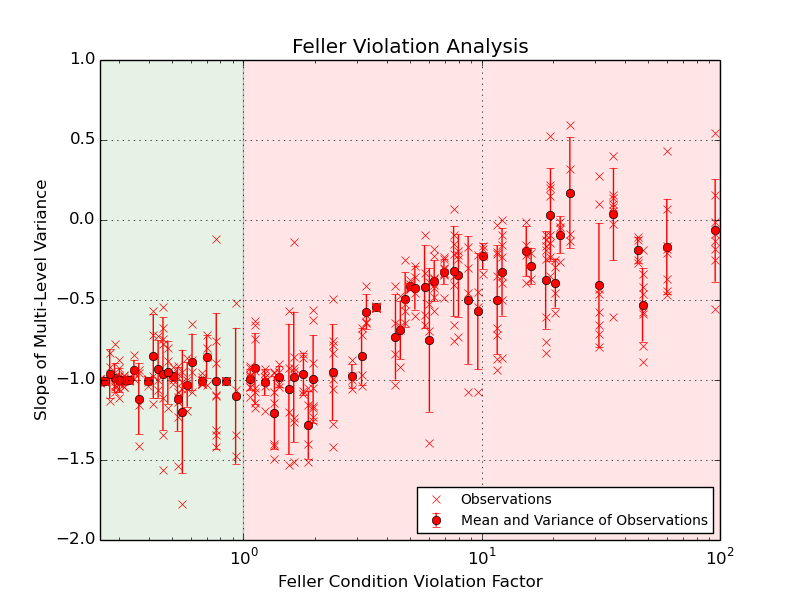 Feller Violation Analysis
1.0
0.5
0.0
−0.5
−1.0
−1.5
−2.0
Slope of Multi-Level Variance
Observations
Mean and Variance of Observations
10^0 10^1 10^2
Feller Condition Violation Factor